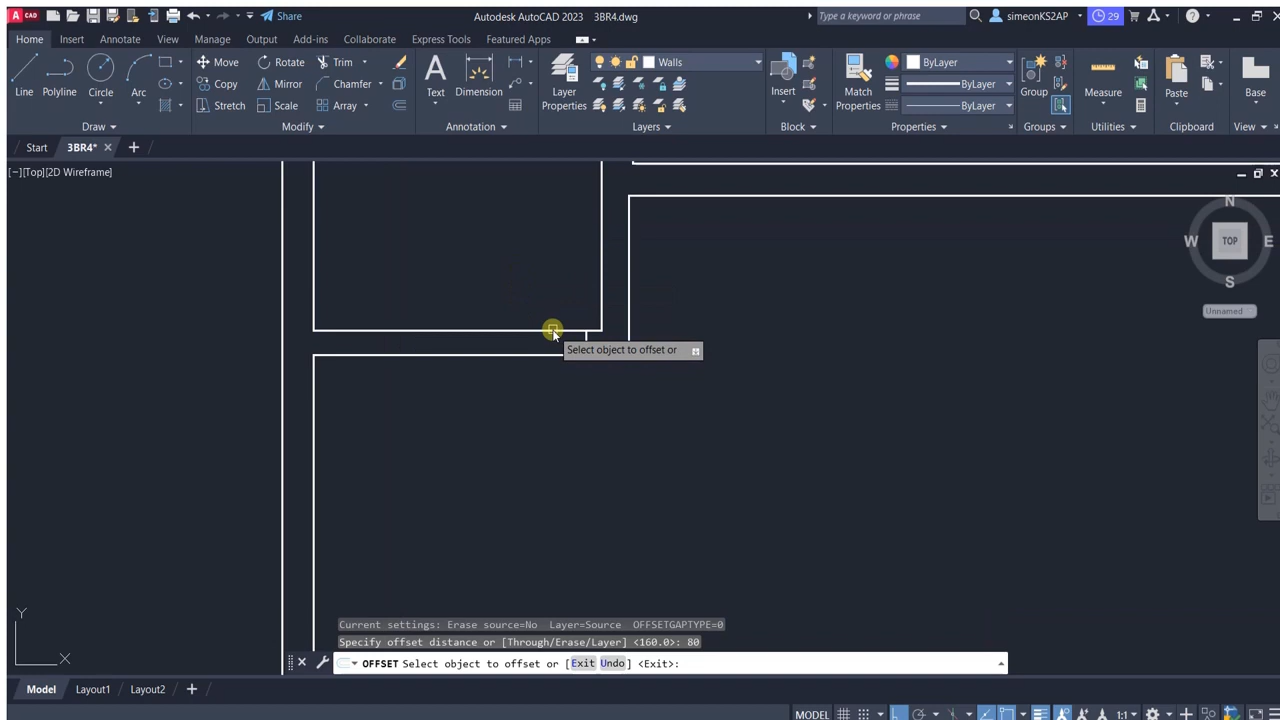 CAD Share Autodesk AutoCAD 2023 3BR4.dwg Type a keyword or phrase simeonKS2AP 29
Home Insert Annotate View Manage Output Add-ins Collaborate Express Tools Featured Apps
Line Polyline Circle Arc
Move Rotate Trim
Copy Mirror Chamfer
Stretch Scale Array
Text Dimension
Layer Properties
Walls
Insert
Match Properties
ByLayer
ByLayer
ByLayer
Group
Measure
Paste
Base
Draw Modify Annotation Layers Block Properties Groups Utilities Clipboard View
Start 3BR4*
[−][Top][2D Wireframe]
N
W TOP E
S
Unnamed
Select object to offset or
Y
X
Current settings: Erase source=No Layer=Source OFFSETGAPTYPE=0
Specify offset distance or [Through/Erase/Layer] <160.0>: 80
OFFSET Select object to offset or [Exit Undo] <Exit>:
Model Layout1 Layout2 +
MODEL 1:1